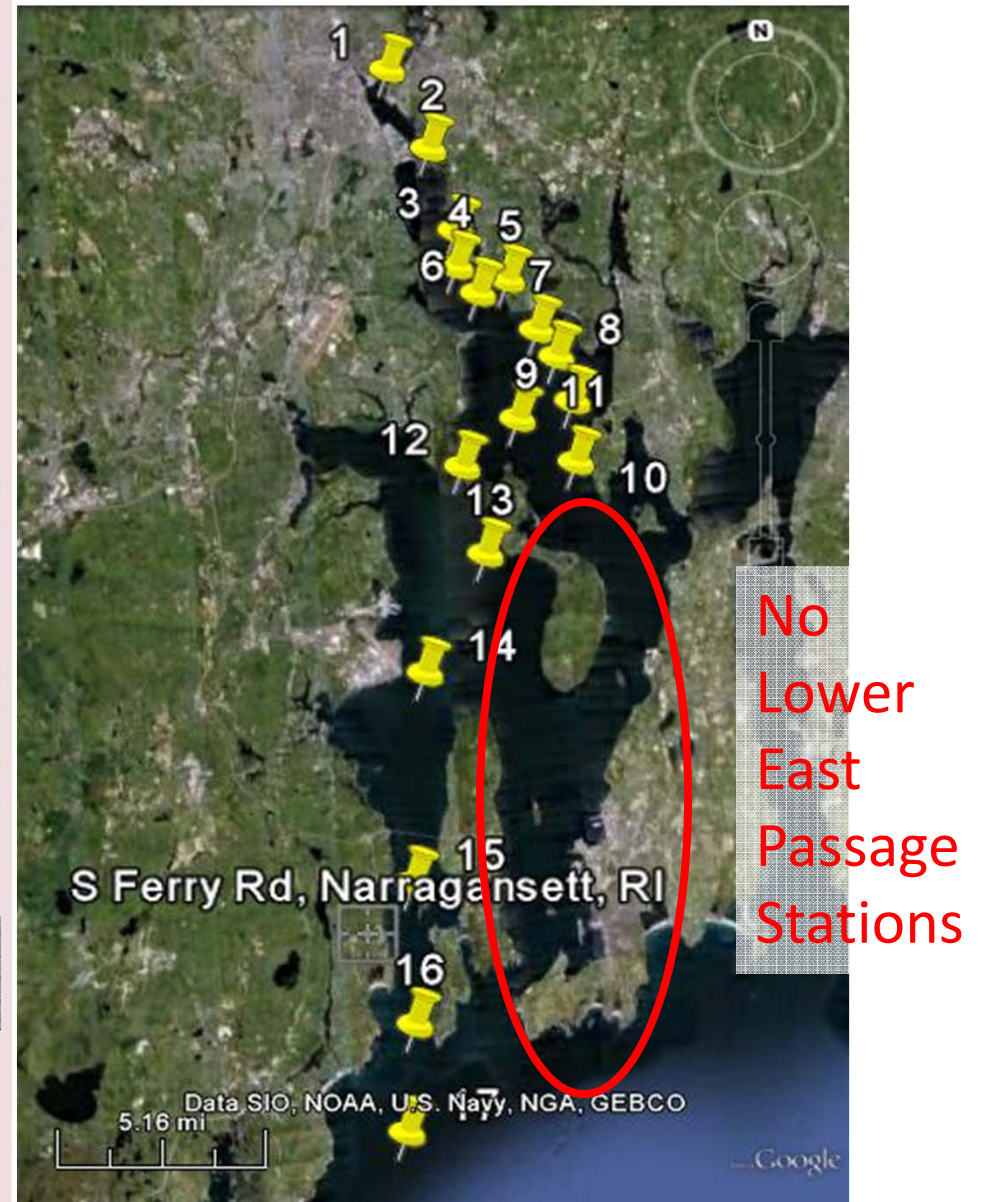 N
1
2
3
4
5
6
7
8
9
11
12
10
13
14
15
S Ferry Rd, Narragansett, RI
16
17
Data SIO, NOAA, U.S. Navy, NGA, GEBCO
5.16 mi
Google
No
Lower
East
Passage
Stations